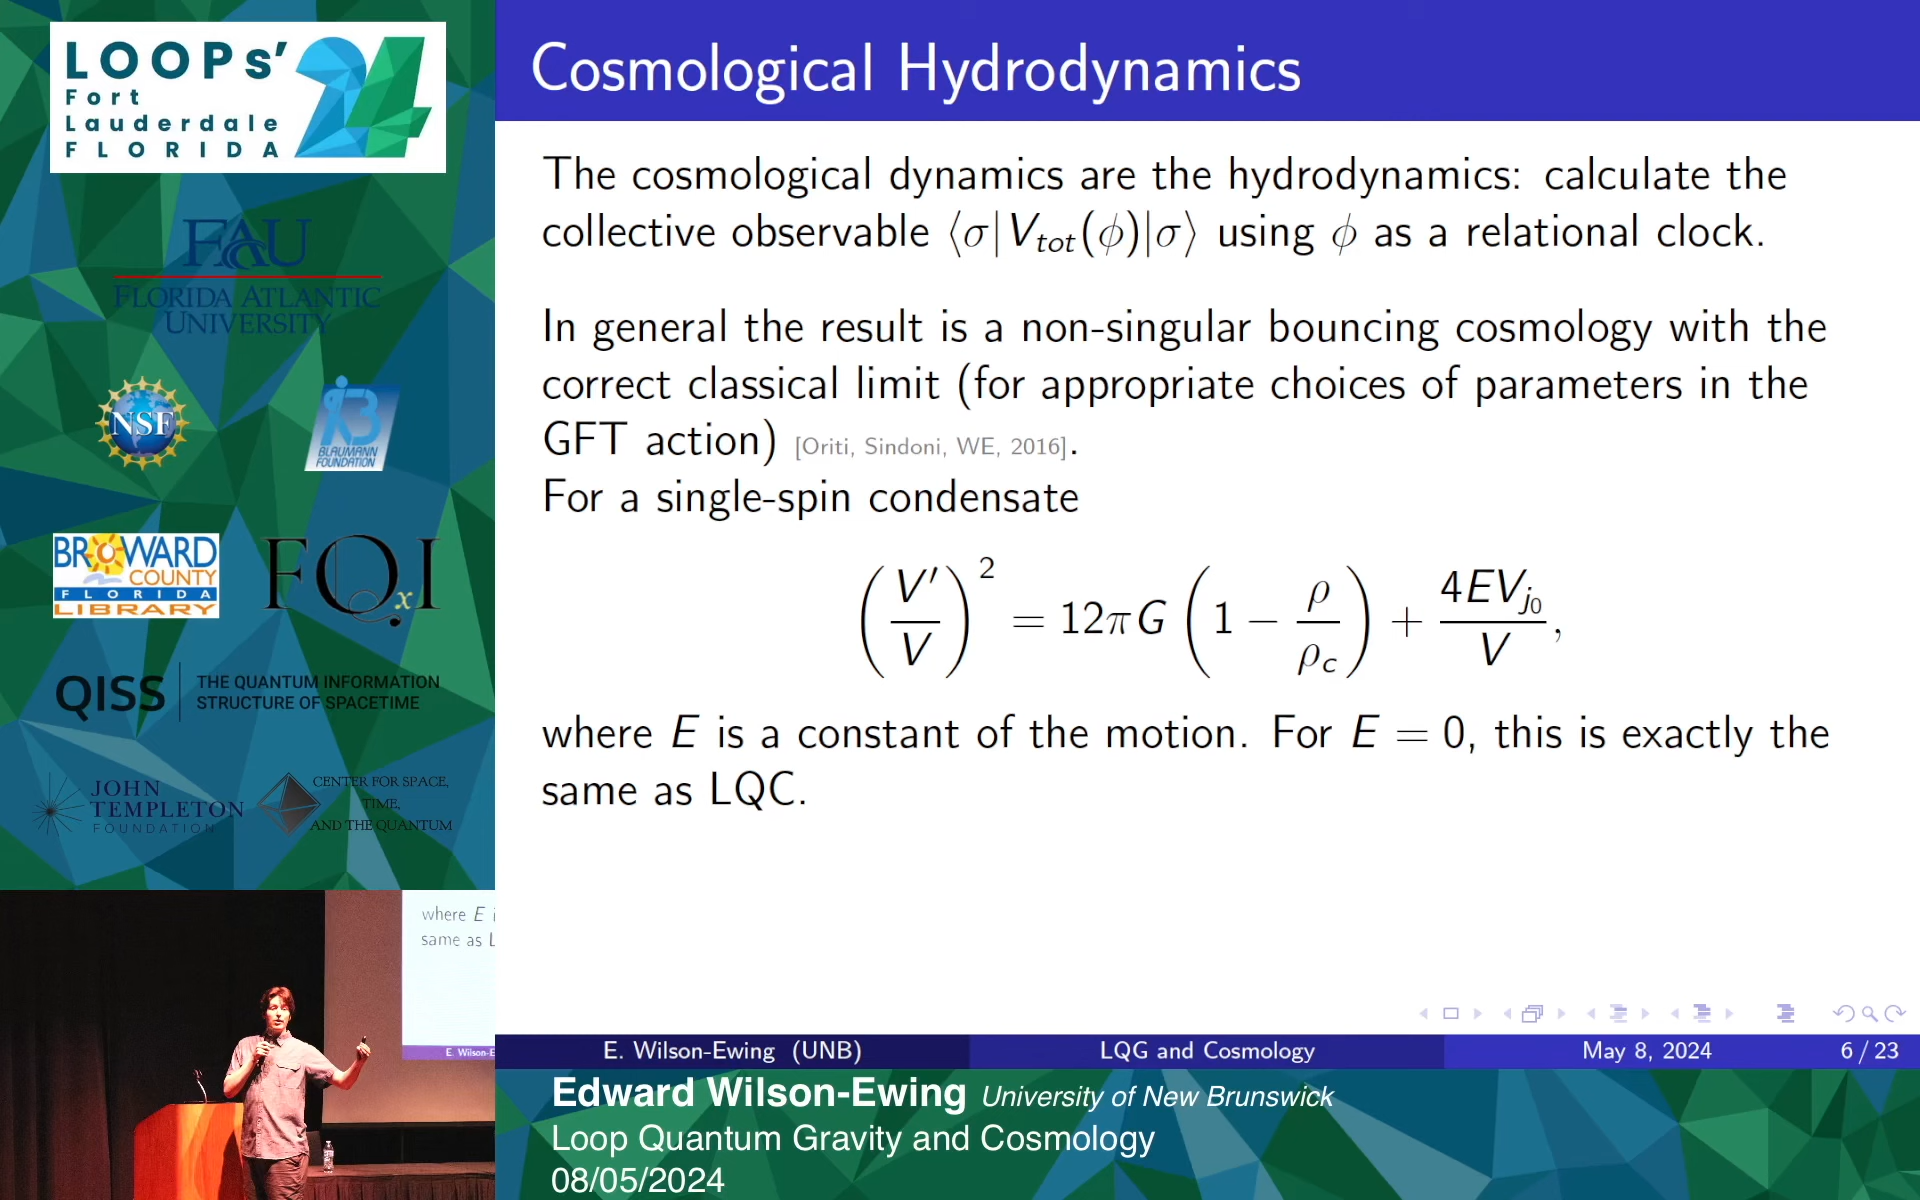 LOOPs' 24
Fort
Lauderdale
FLORIDA
FAU
FLORIDA ATLANTIC
UNIVERSITY
NSF
BLAUMANN
FOUNDATION
BROWARD
COUNTY
FLORIDA
LIBRARY
FQxI
QISS
THE QUANTUM INFORMATION
STRUCTURE OF SPACETIME
JOHN
TEMPLETON
FOUNDATION
CENTER FOR SPACE,
TIME,
AND THE QUANTUM
Cosmological Hydrodynamics
The cosmological dynamics are the hydrodynamics: calculate the
collective observable ⟨σ|V_tot(ϕ)|σ⟩ using ϕ as a relational clock.
In general the result is a non-singular bouncing cosmology with the
correct classical limit (for appropriate choices of parameters in the
GFT action) [Oriti, Sindoni, WE, 2016].
For a single-spin condensate
(V′/V)² = 12πG (1 − ρ/ρ_c) + 4EV_{j₀}/V,
where E is a constant of the motion. For E = 0, this is exactly the
same as LQC.
E. Wilson-Ewing (UNB) LQG and Cosmology May 8, 2024 6 / 23
where E i
same as L
E. Wilson-E
Edward Wilson-Ewing University of New Brunswick
Loop Quantum Gravity and Cosmology
08/05/2024